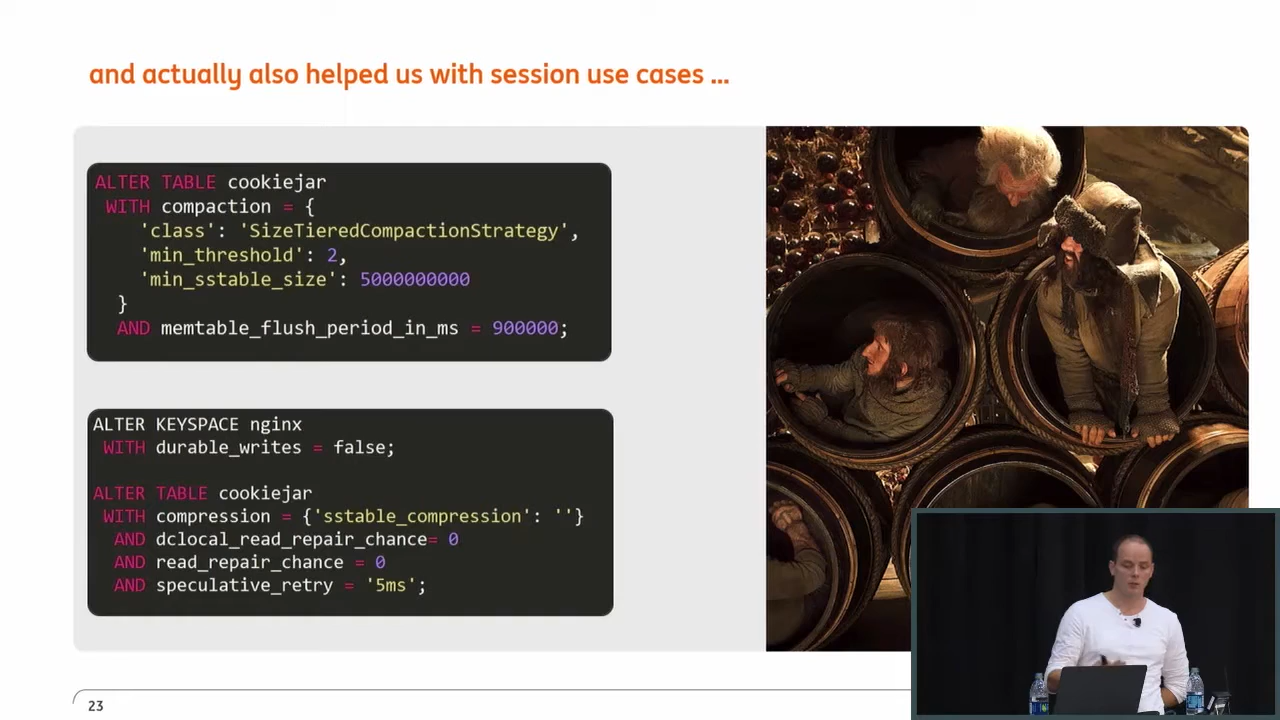 and actually also helped us with session use cases ...
ALTER TABLE cookiejar
WITH compaction = {
'class': 'SizeTieredCompactionStrategy',
'min_threshold': 2,
'min_sstable_size': 5000000000
}
AND memtable_flush_period_in_ms = 900000;
ALTER KEYSPACE nginx
WITH durable_writes = false;
ALTER TABLE cookiejar
WITH compression = {'sstable_compression': ''}
AND dclocal_read_repair_chance= 0
AND read_repair_chance = 0
AND speculative_retry = '5ms';
23